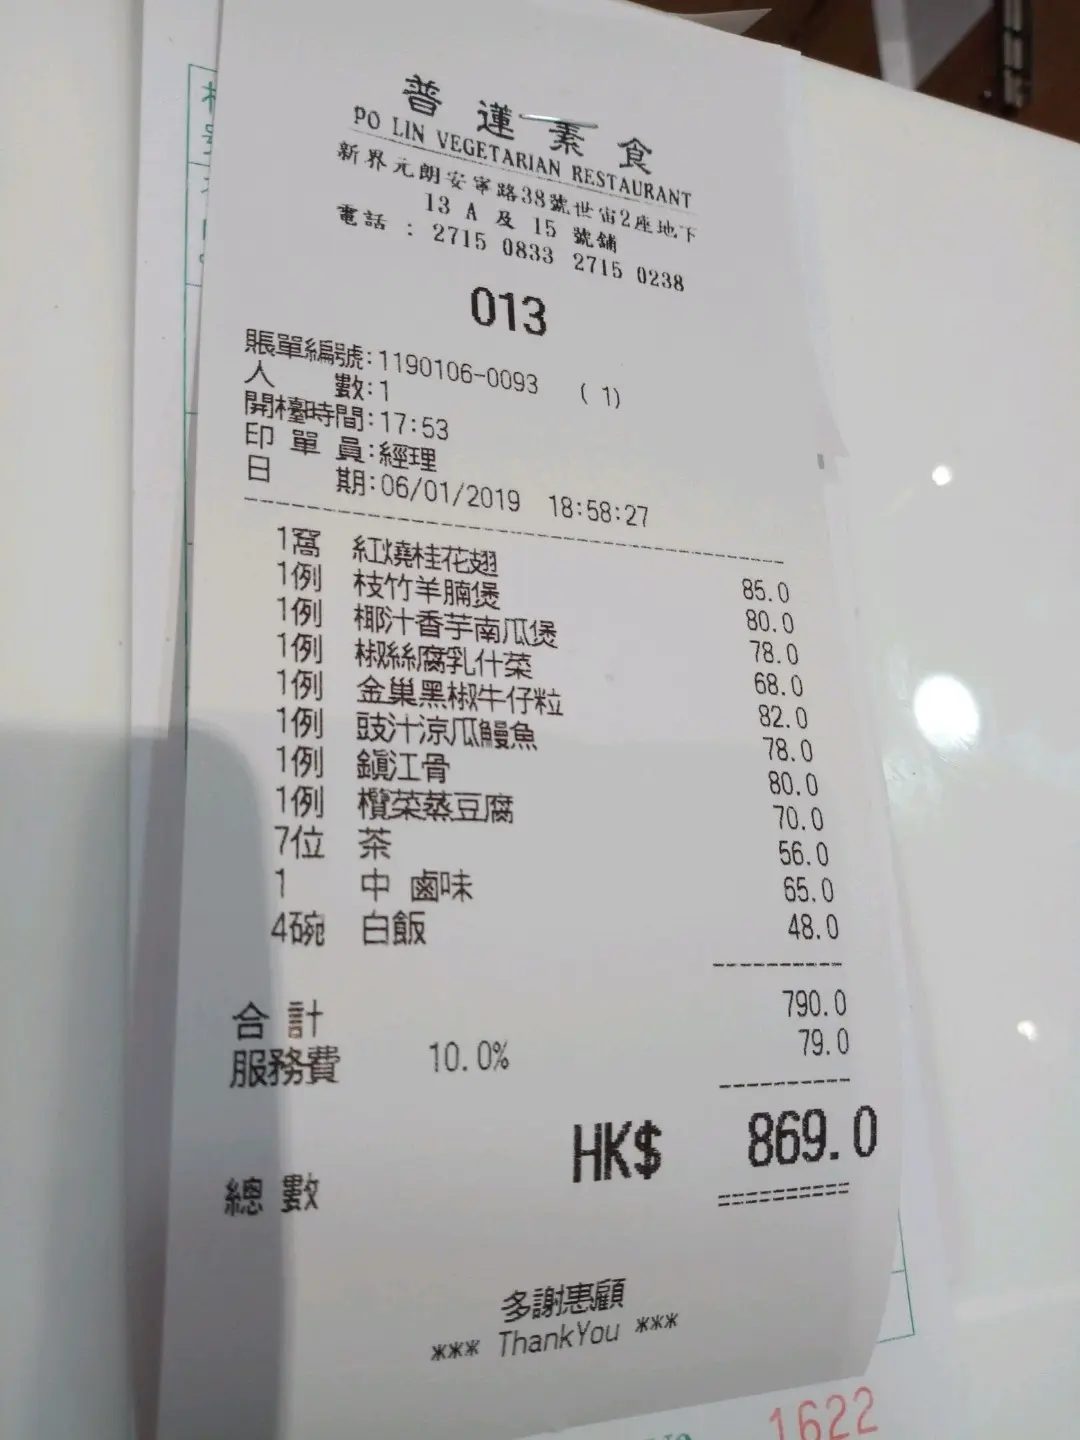 普蓮素食
PO LIN VEGETARIAN RESTAURANT
新界元朗安寧路38號世宙2座地下
13 A 及 15 號舖
電話 : 2715 0833 2715 0238
013
賬單編號:1190106-0093 ( 1)
人 數:1
開檯時間:17:53
印單員:經理
日 期:06/01/2019 18:58:27
1窩 紅燒桂花翅 85.0
1例 枝竹羊腩煲 80.0
1例 椰汁香芋南瓜煲 78.0
1例 椒絲腐乳什菜 68.0
1例 金巢黑椒牛仔粒 82.0
1例 豉汁涼瓜鰻魚 78.0
1例 鎮江骨 80.0
1例 欖菜蒸豆腐 70.0
7位 茶 56.0
1 中 鹵味 65.0
4碗 白飯 48.0
合計 790.0
服務費 10.0% 79.0
總數 HK$ 869.0
==========
多謝惠顧
*** ThankYou ***
1622